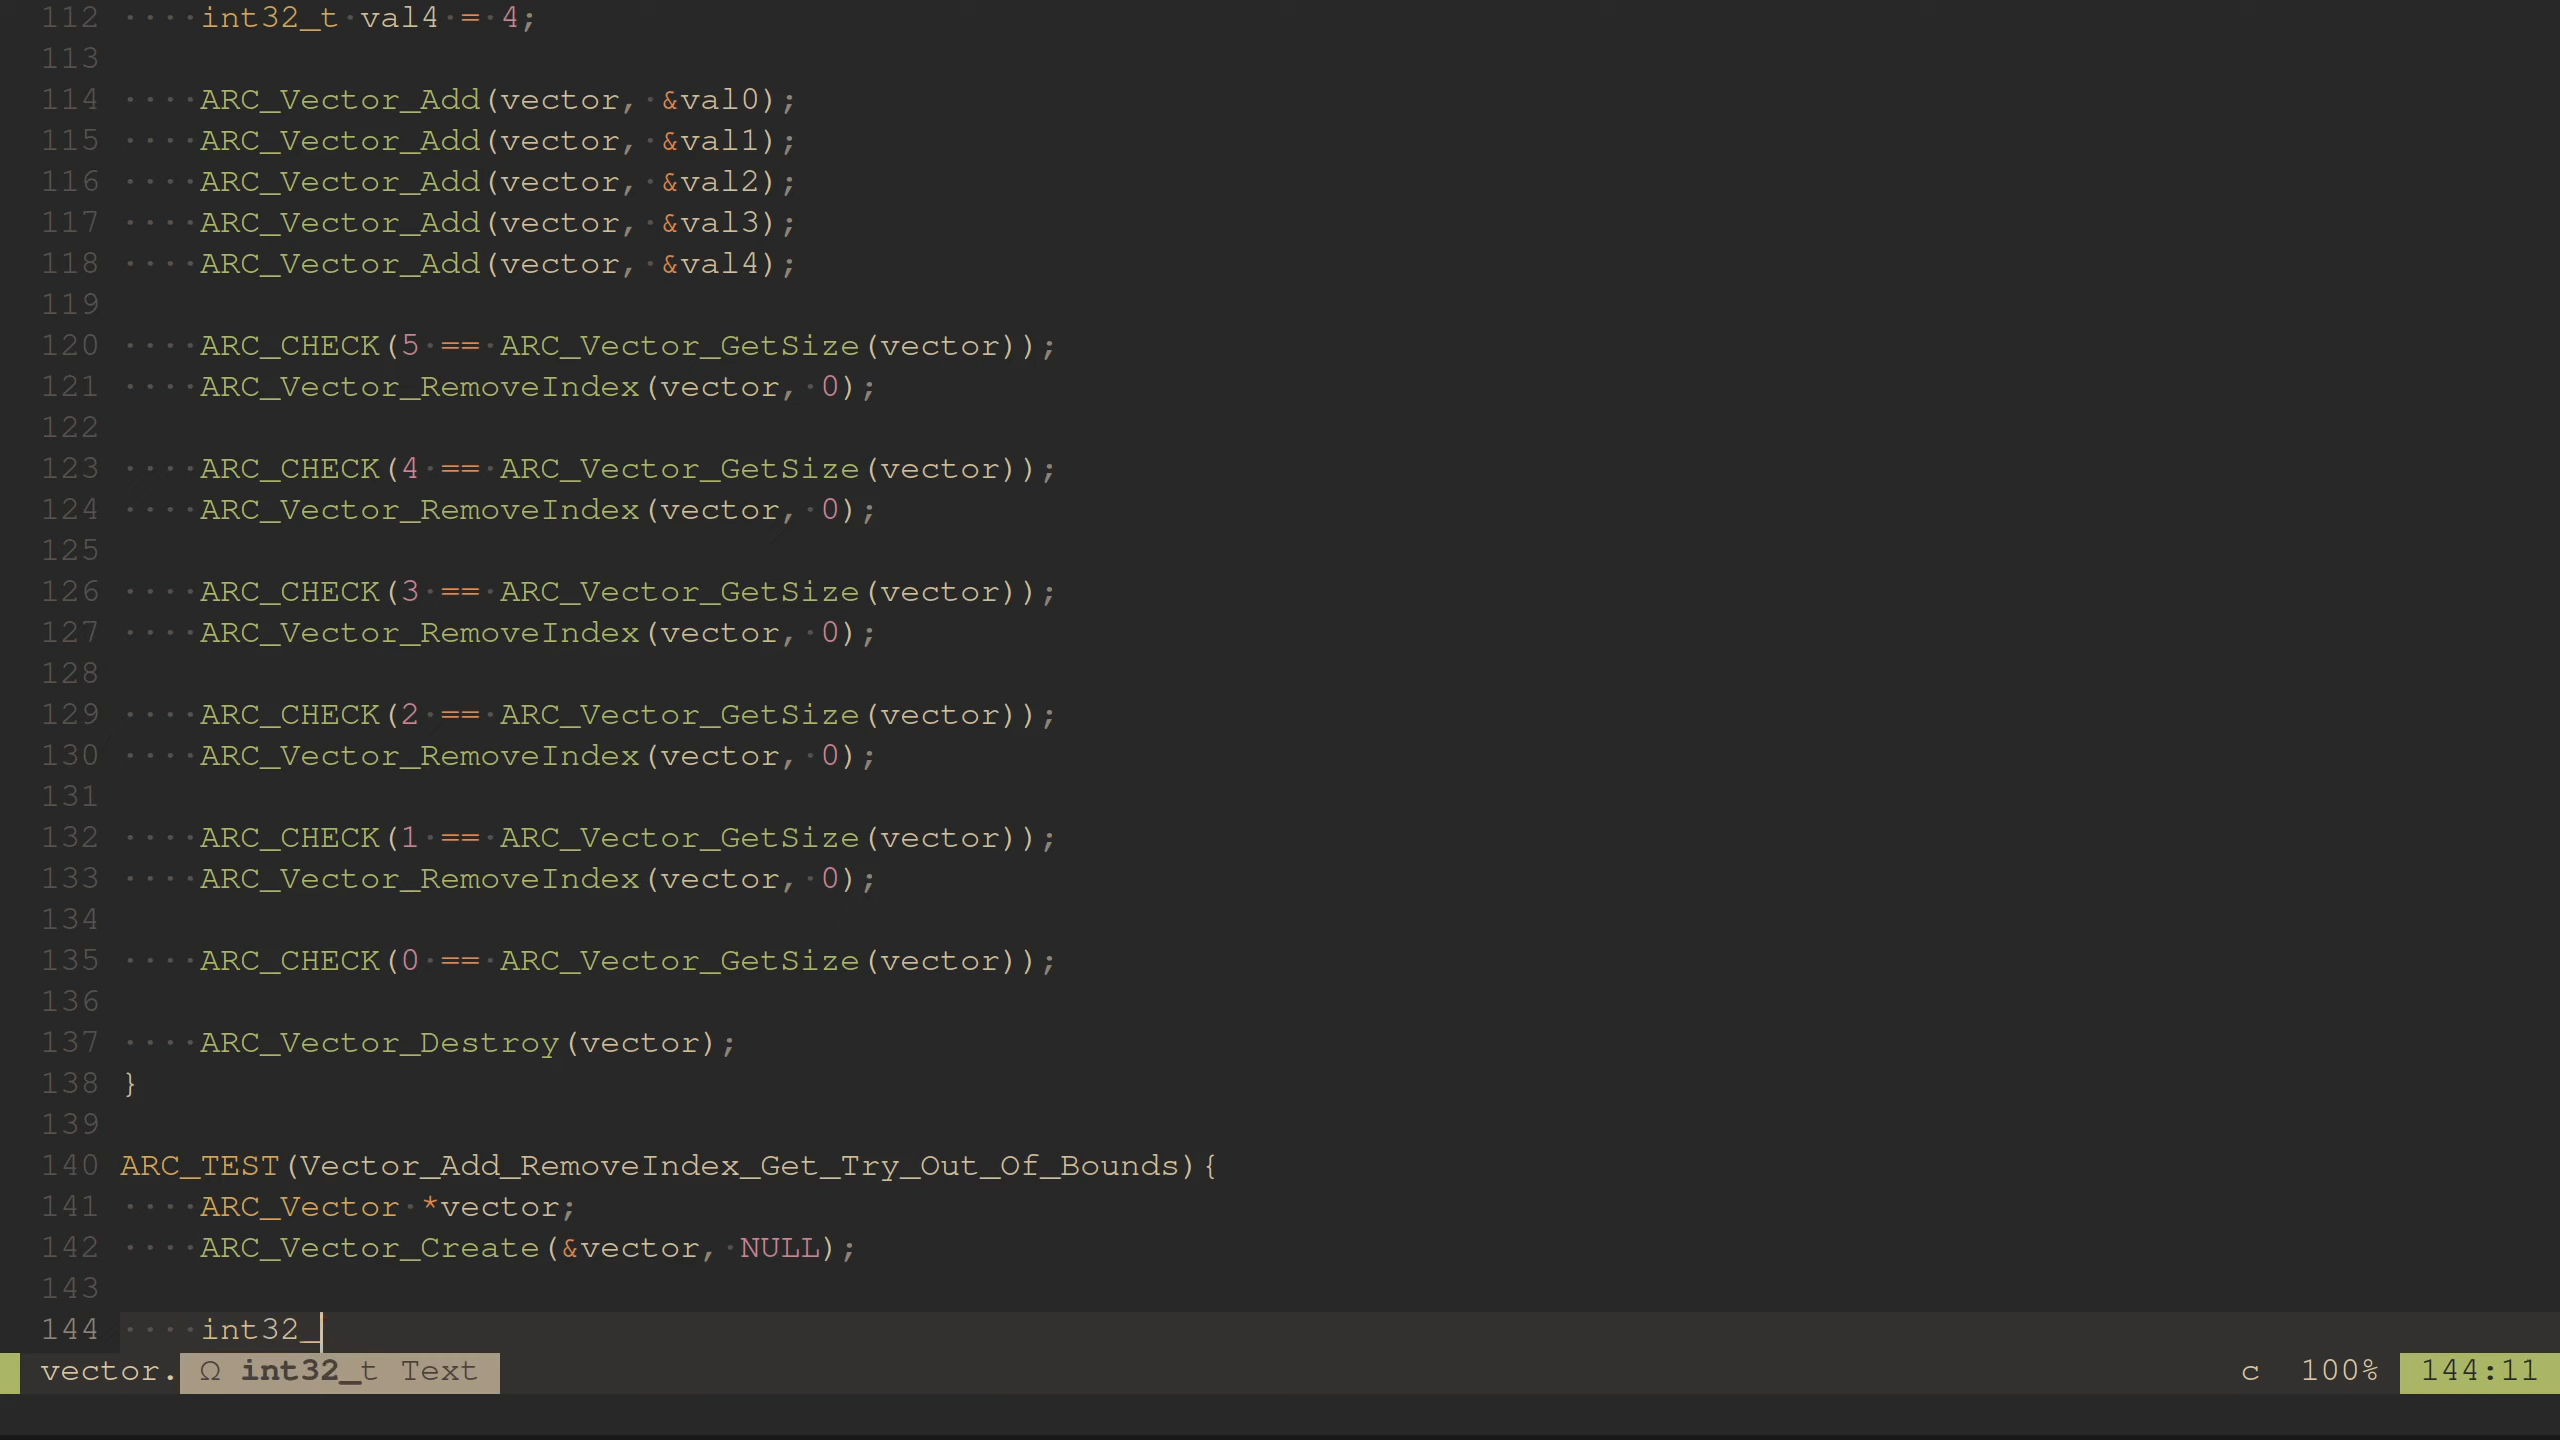 112 ····int32_t·val4·=·4;
113
114 ····ARC_Vector_Add(vector,·&val0);
115 ····ARC_Vector_Add(vector,·&val1);
116 ····ARC_Vector_Add(vector,·&val2);
117 ····ARC_Vector_Add(vector,·&val3);
118 ····ARC_Vector_Add(vector,·&val4);
119
120 ····ARC_CHECK(5·==·ARC_Vector_GetSize(vector));
121 ····ARC_Vector_RemoveIndex(vector,·0);
122
123 ····ARC_CHECK(4·==·ARC_Vector_GetSize(vector));
124 ····ARC_Vector_RemoveIndex(vector,·0);
125
126 ····ARC_CHECK(3·==·ARC_Vector_GetSize(vector));
127 ····ARC_Vector_RemoveIndex(vector,·0);
128
129 ····ARC_CHECK(2·==·ARC_Vector_GetSize(vector));
130 ····ARC_Vector_RemoveIndex(vector,·0);
131
132 ····ARC_CHECK(1·==·ARC_Vector_GetSize(vector));
133 ····ARC_Vector_RemoveIndex(vector,·0);
134
135 ····ARC_CHECK(0·==·ARC_Vector_GetSize(vector));
136
137 ····ARC_Vector_Destroy(vector);
138 }
139
140 ARC_TEST(Vector_Add_RemoveIndex_Get_Try_Out_Of_Bounds){
141 ····ARC_Vector·*vector;
142 ····ARC_Vector_Create(&vector,·NULL);
143
144 ····int32_
vector. Ω int32_t Text c 100% 144:11